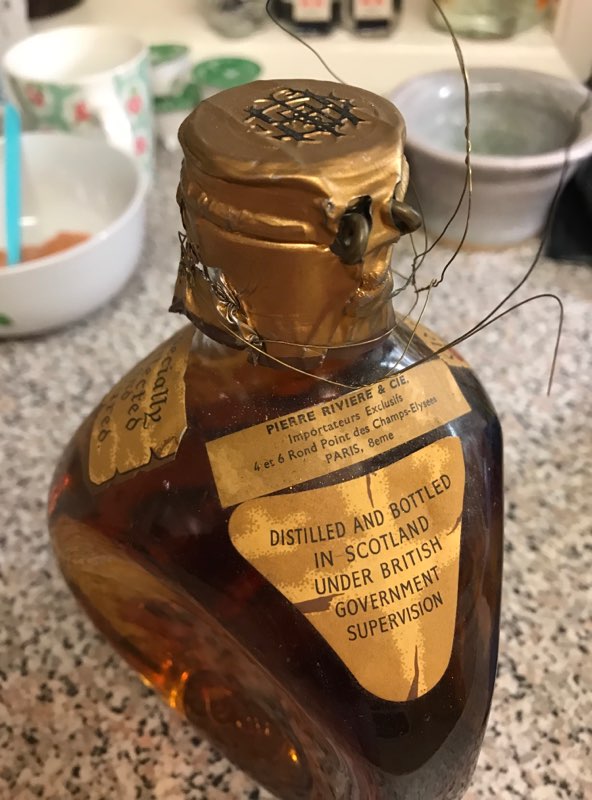 PIERRE RIVIERE & CIE.
Importateurs Exclusifs
4 et 6 Rond Point des Champs-Elysees
PARIS, 8eme
DISTILLED AND BOTTLED
IN SCOTLAND
UNDER BRITISH
GOVERNMENT
SUPERVISION